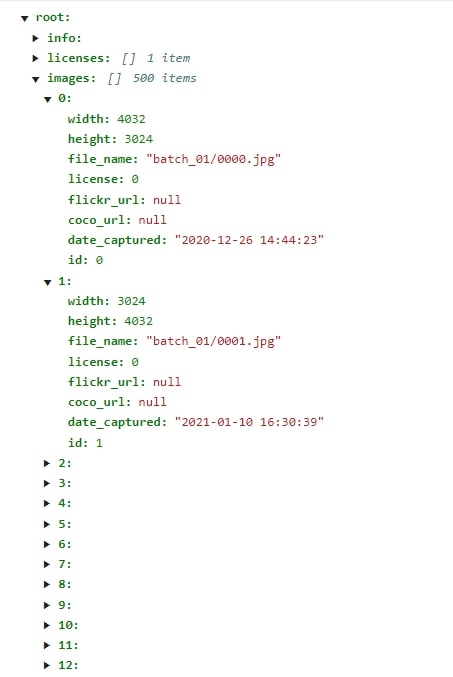 root:
info:
licenses: [] 1 item
images: [] 500 items
0:
width: 4032
height: 3024
file_name: "batch_01/0000.jpg"
license: 0
flickr_url: null
coco_url: null
date_captured: "2020-12-26 14:44:23"
id: 0
1:
width: 3024
height: 4032
file_name: "batch_01/0001.jpg"
license: 0
flickr_url: null
coco_url: null
date_captured: "2021-01-10 16:30:39"
id: 1
2:
3:
4:
5:
6:
7:
8:
9:
10:
11:
12: